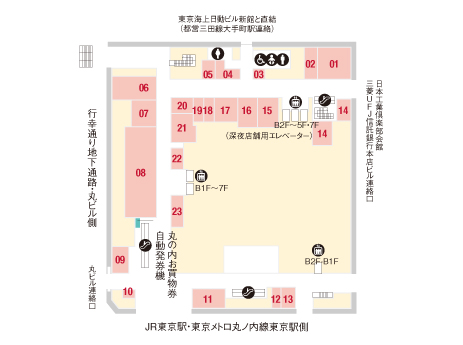 東京海上日動ビル新館と直結
(都営三田線大手町駅連絡)
02
01
05
04
03
06
07
20
19
18
17
16
15
14
B2F〜5F・7F
(深夜店舗用エレベーター)
21
14
22
08
B1F〜7F
23
行幸通り地下通路・丸ビル側
日本工業倶楽部会館
三菱UFJ信託銀行本店ビル連絡口
丸の内お買物券
自動発券機
09
B2F-B1F
丸ビル連絡口
10
11
12
13
JR東京駅・東京メトロ丸ノ内線東京駅側